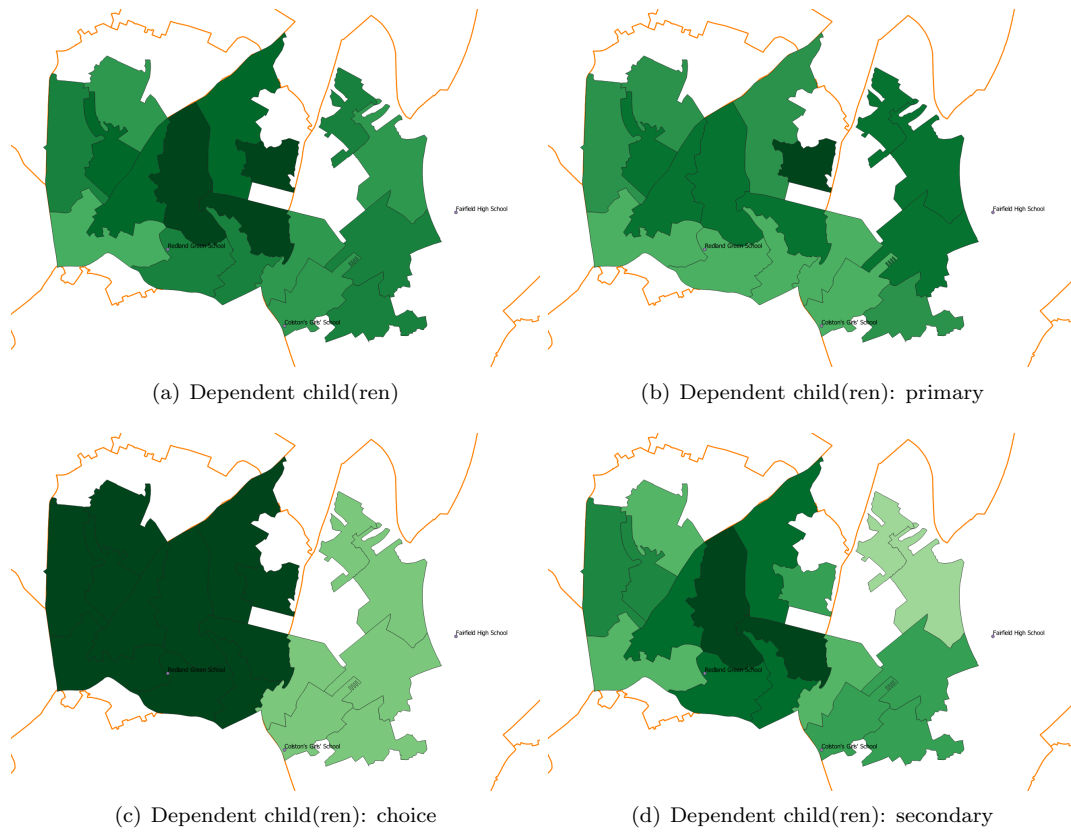 Fairfield High School
Redland Green School
Colston's Girls' School
(a) Dependent child(ren)
Fairfield High School
Redland Green School
Colston's Girls' School
(b) Dependent child(ren): primary
Fairfield High School
Redland Green School
Colston's Girls' School
(c) Dependent child(ren): choice
Fairfield High School
Redland Green School
Colston's Girls' School
(d) Dependent child(ren): secondary